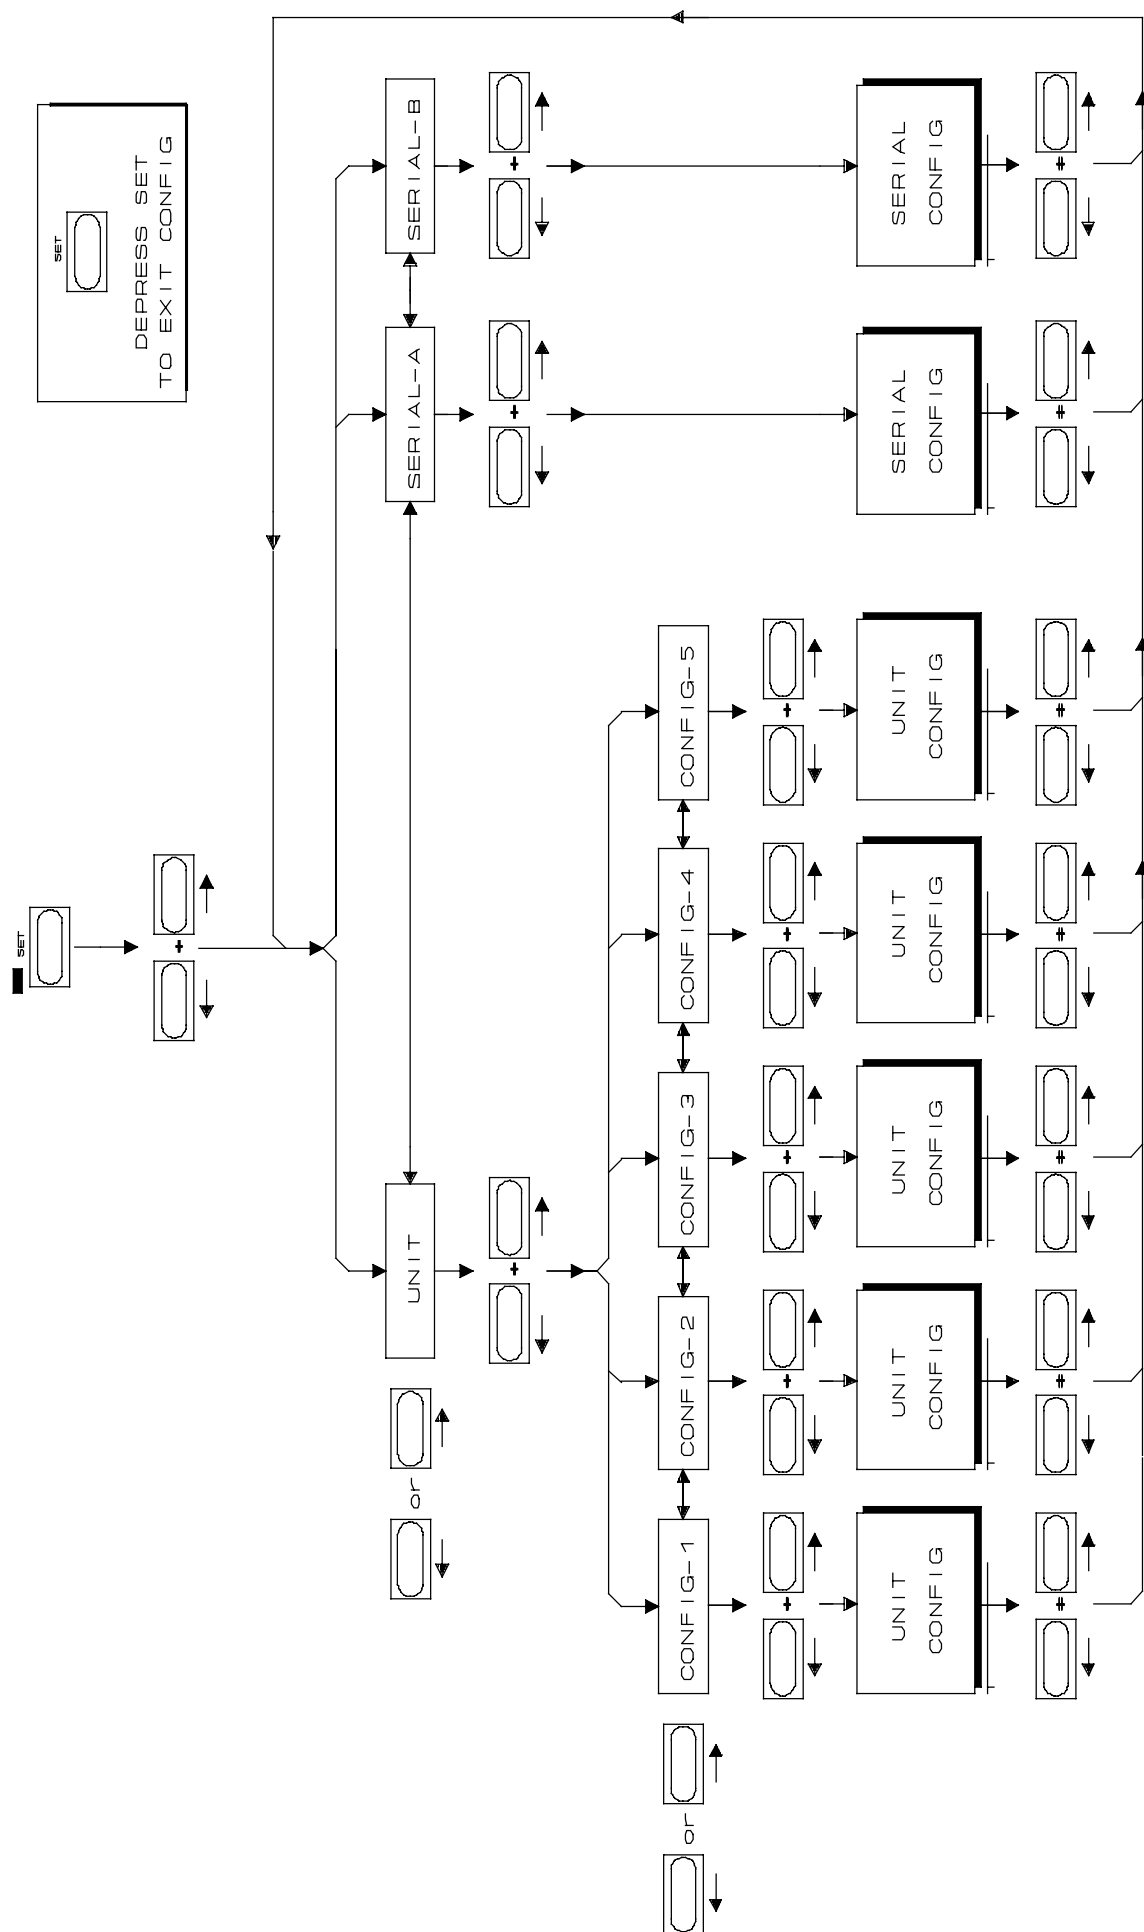 SET
SET
DEPRESS SET
TO EXIT CONFIG
or
UNIT
SERIAL-A
SERIAL-B
+
+
+
+
or
CONFIG-1
CONFIG-2
CONFIG-3
CONFIG-4
CONFIG-5
+
+
+
+
+
UNIT
CONFIG
UNIT
CONFIG
UNIT
CONFIG
UNIT
CONFIG
UNIT
CONFIG
SERIAL
CONFIG
SERIAL
CONFIG
+
+
+
+
+
+
+